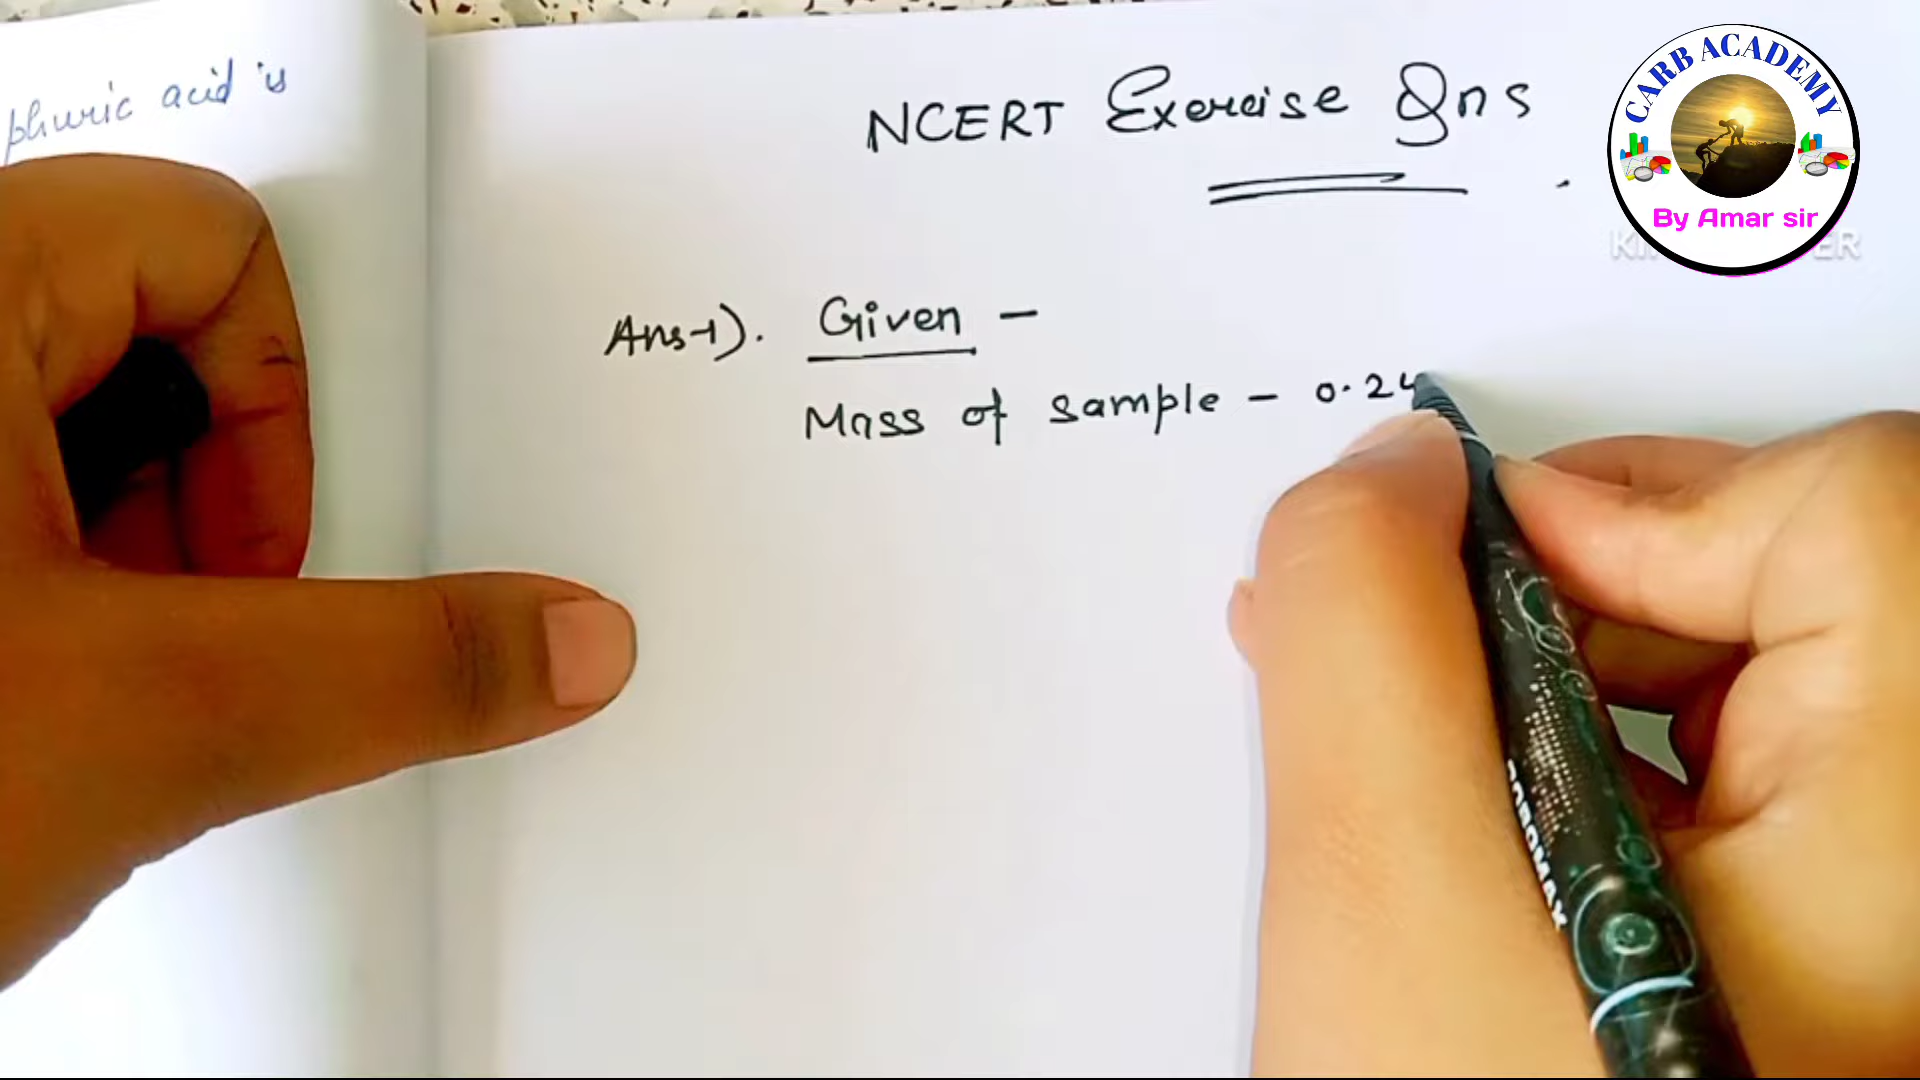 phuric acid is
NCERT Exercise Qns
Ans-1). Given -
Mass of sample - 0.24
CARB ACADEMY
By Amar sir
ROBOMAX